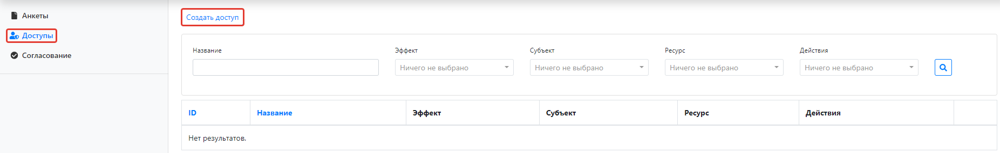 Анкеты
Доступы
Согласование
Создать доступ
Название Эффект Субъект Ресурс Действия
Ничего не выбрано Ничего не выбрано Ничего не выбрано Ничего не выбрано
ID Название Эффект Субъект Ресурс Действия
Нет результатов.